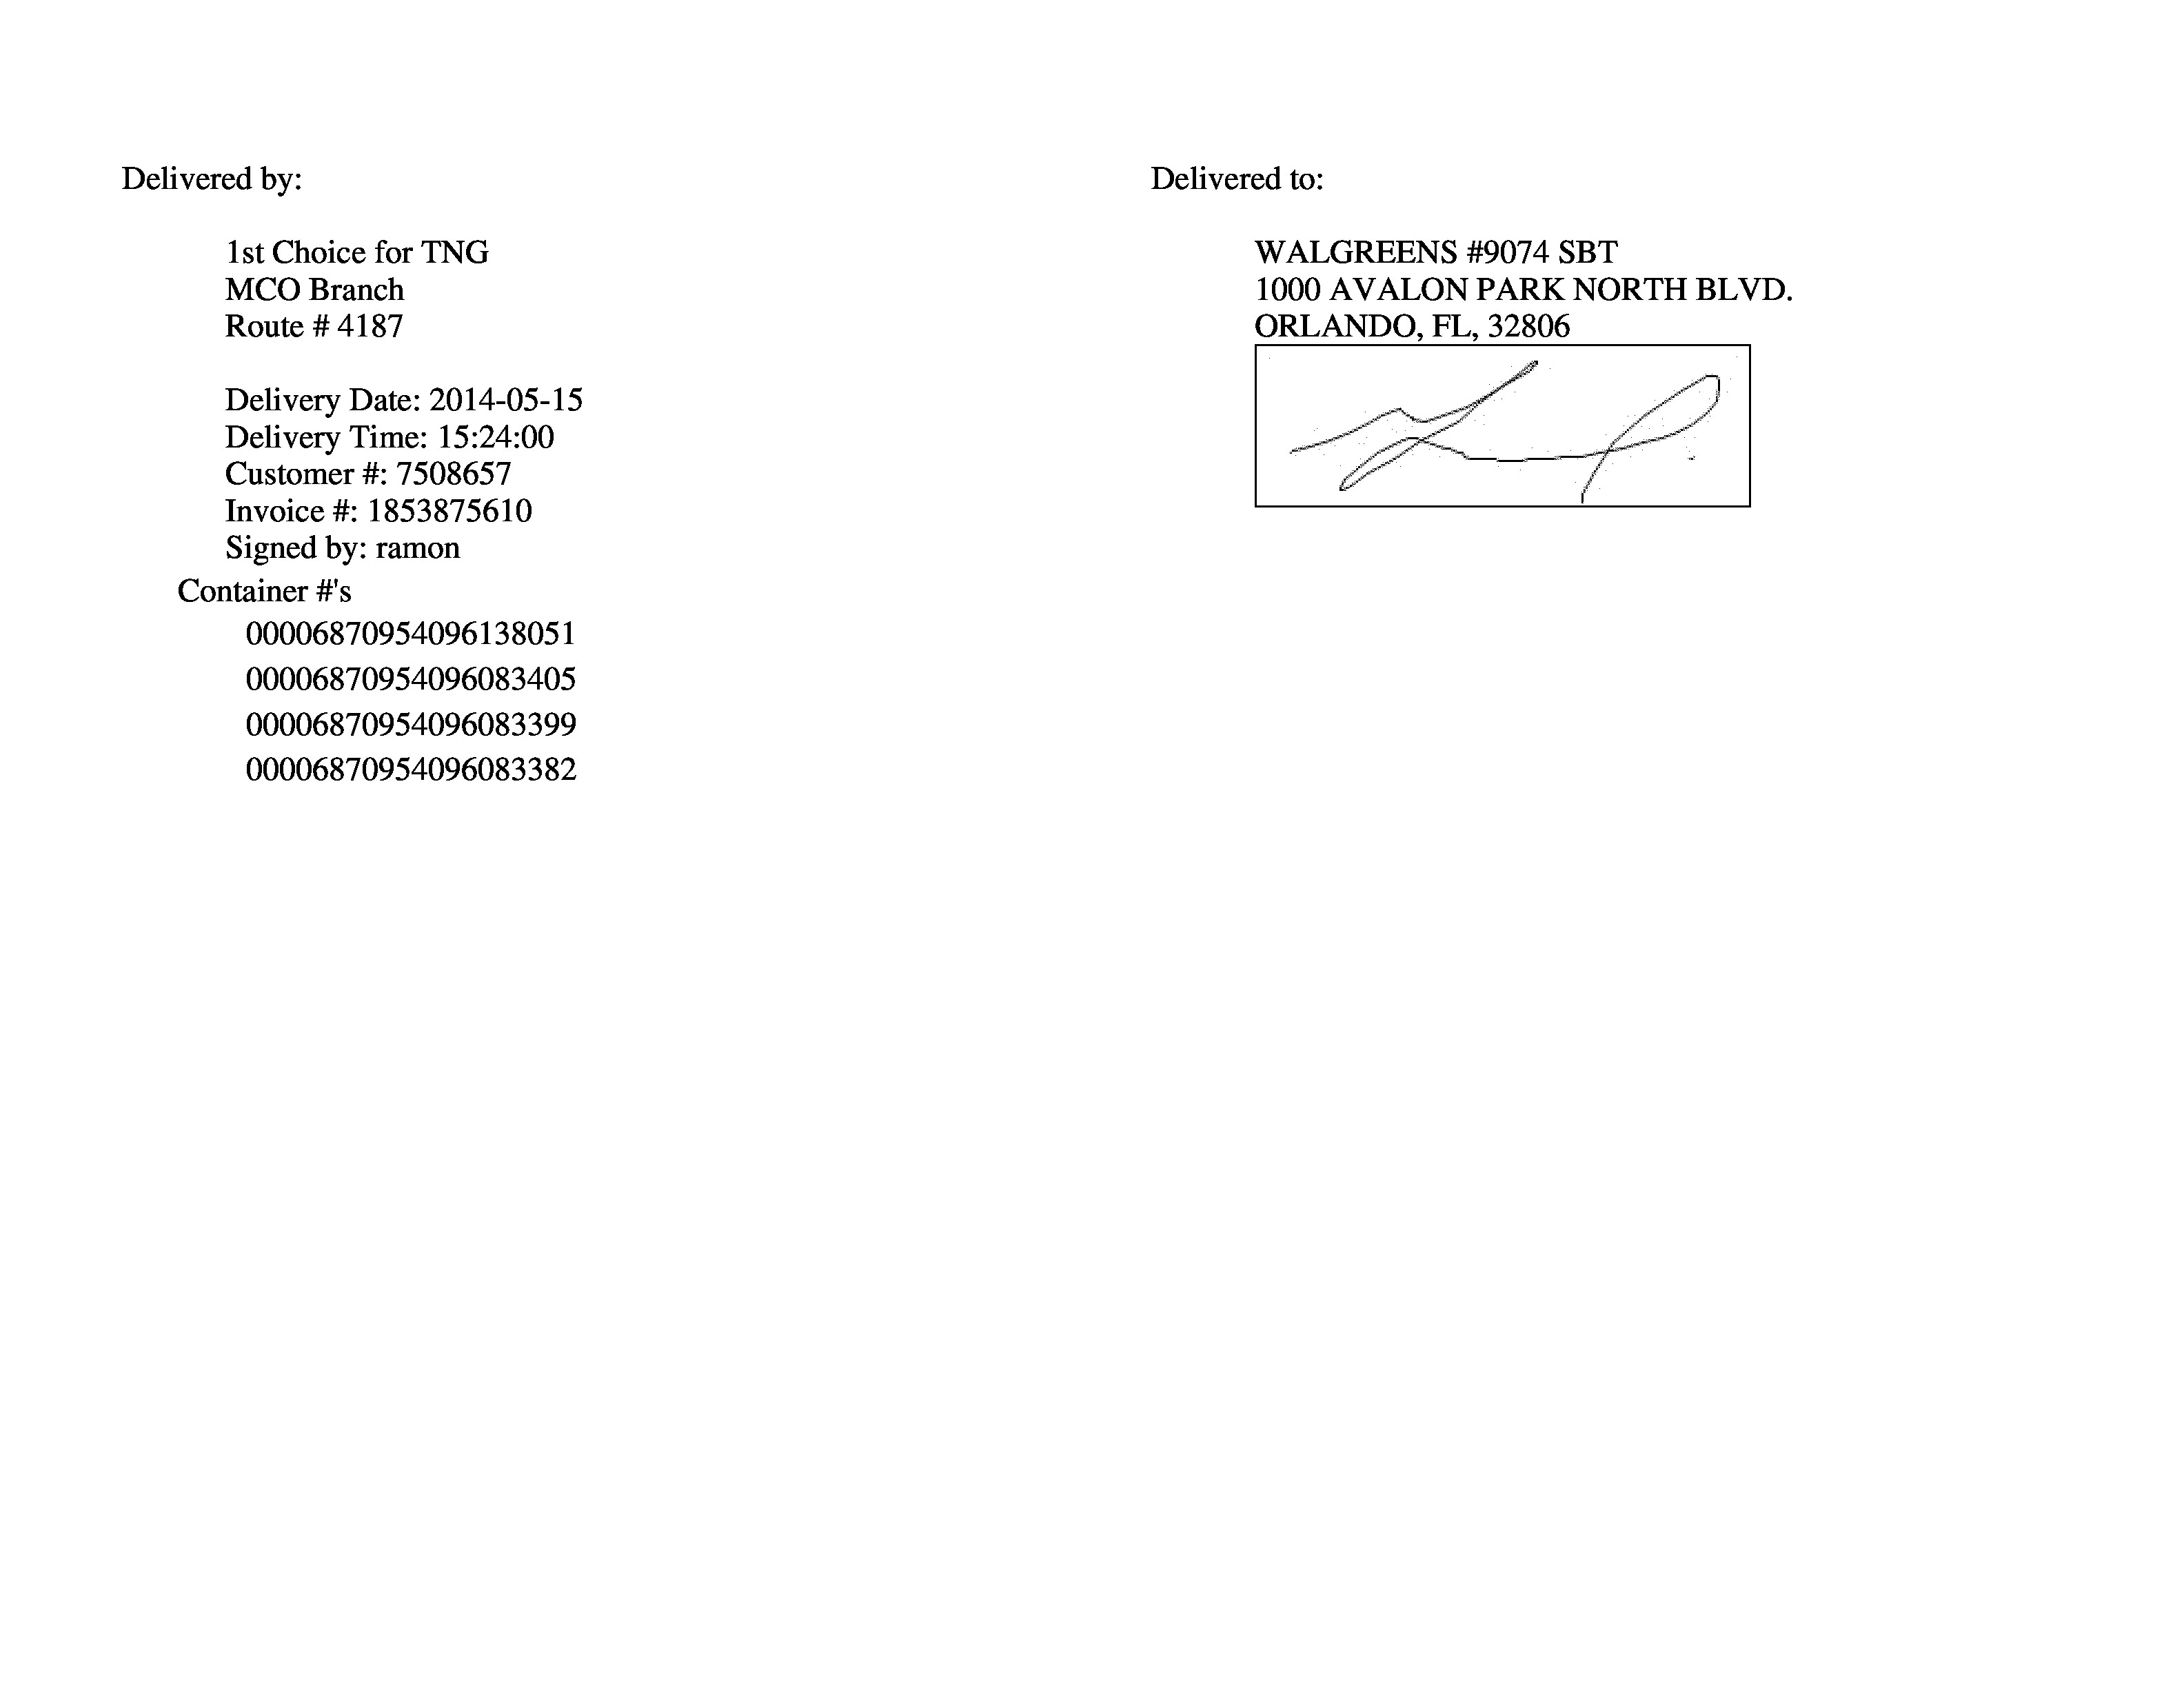 Delivered by:
1st Choice for TNG
MCO Branch
Route # 4187
Delivery Date: 2014-05-15
Delivery Time: 15:24:00
Customer #: 7508657
Invoice #: 1853875610
Signed by: ramon
Container #'s
00006870954096138051
00006870954096083405
00006870954096083399
00006870954096083382
Delivered to:
WALGREENS #9074 SBT
1000 AVALON PARK NORTH BLVD.
ORLANDO, FL, 32806